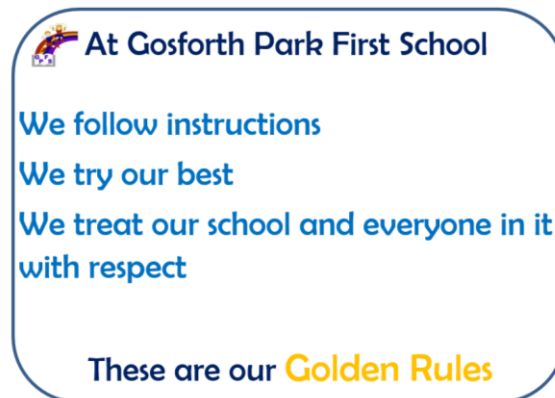 At Gosforth Park First School
We follow instructions
We try our best
We treat our school and everyone in it
with respect
These are our Golden Rules